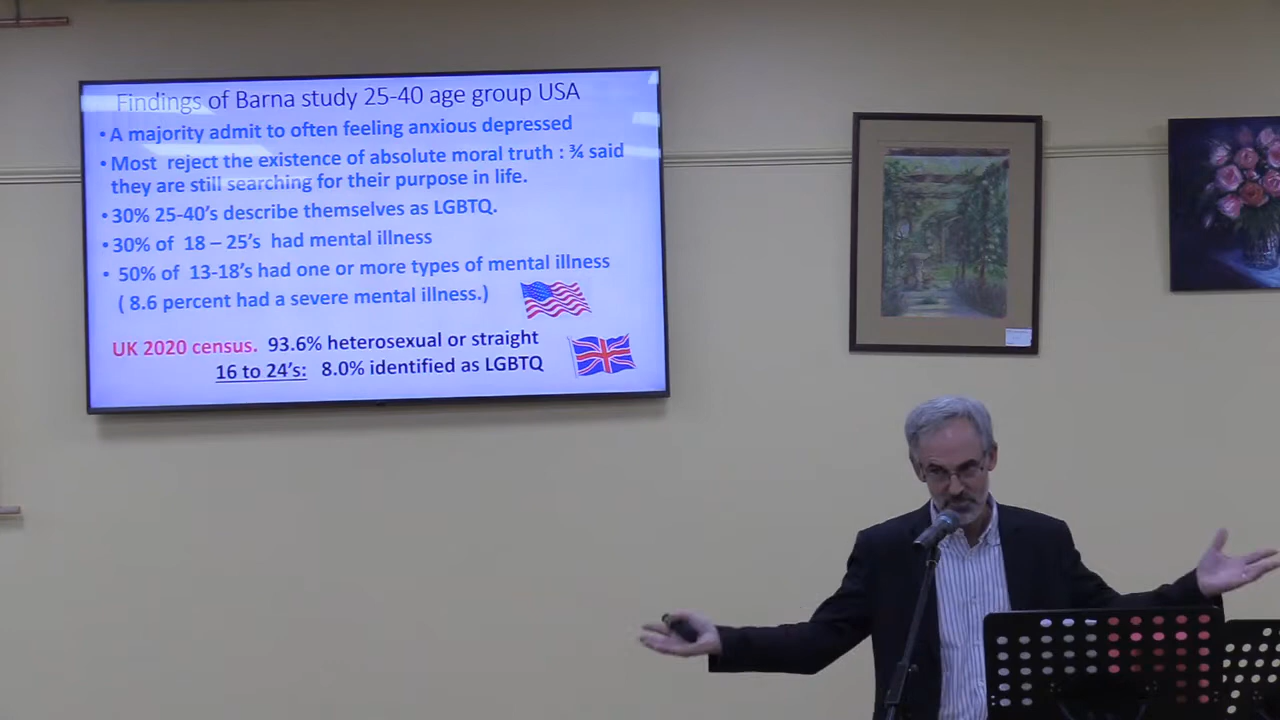 Findings of Barna study 25-40 age group USA
• A majority admit to often feeling anxious depressed
• Most reject the existence of absolute moral truth : ¾ said
they are still searching for their purpose in life.
• 30% 25-40's describe themselves as LGBTQ.
• 30% of 18 – 25's had mental illness
• 50% of 13-18's had one or more types of mental illness
( 8.6 percent had a severe mental illness.)
UK 2020 census. 93.6% heterosexual or straight
16 to 24's: 8.0% identified as LGBTQ